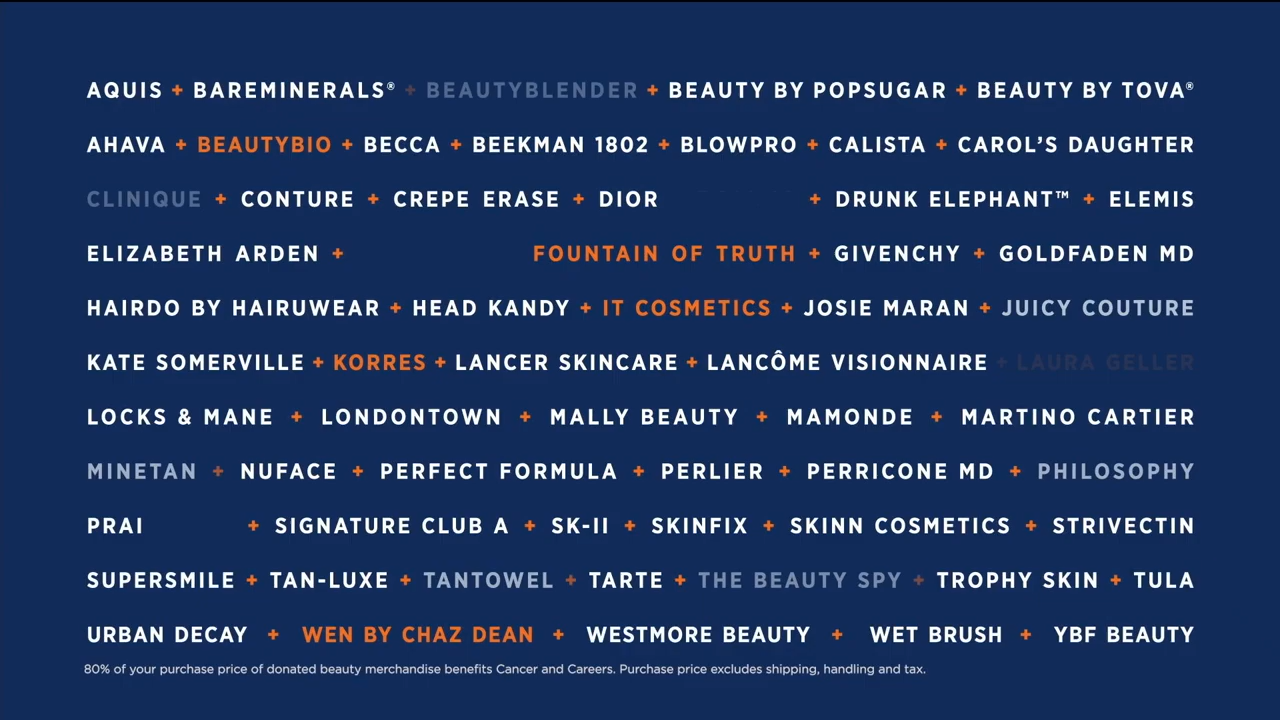 AQUIS + BAREMINERALS® + BEAUTYBLENDER + BEAUTY BY POPSUGAR + BEAUTY BY TOVA®
AHAVA + BEAUTYBIO + BECCA + BEEKMAN 1802 + BLOWPRO + CALISTA + CAROL’S DAUGHTER
CLINIQUE + CONTURE + CREPE ERASE + DIOR + DRUNK ELEPHANT™ + ELEMIS
ELIZABETH ARDEN + FOUNTAIN OF TRUTH + GIVENCHY + GOLDFADEN MD
HAIRDO BY HAIRUWEAR + HEAD KANDY + IT COSMETICS + JOSIE MARAN + JUICY COUTURE
KATE SOMERVILLE + KORRES + LANCER SKINCARE + LANCÔME VISIONNAIRE + LAURA GELLER
LOCKS & MANE + LONDONTOWN + MALLY BEAUTY + MAMONDE + MARTINO CARTIER
MINETAN + NUFACE + PERFECT FORMULA + PERLIER + PERRICONE MD + PHILOSOPHY
PRAI + SIGNATURE CLUB A + SK-II + SKINFIX + SKINN COSMETICS + STRIVECTIN
SUPERSMILE + TAN-LUXE + TANTOWEL + TARTE + THE BEAUTY SPY + TROPHY SKIN + TULA
URBAN DECAY + WEN BY CHAZ DEAN + WESTMORE BEAUTY + WET BRUSH + YBF BEAUTY
80% of your purchase price of donated beauty merchandise benefits Cancer and Careers. Purchase price excludes shipping, handling and tax.